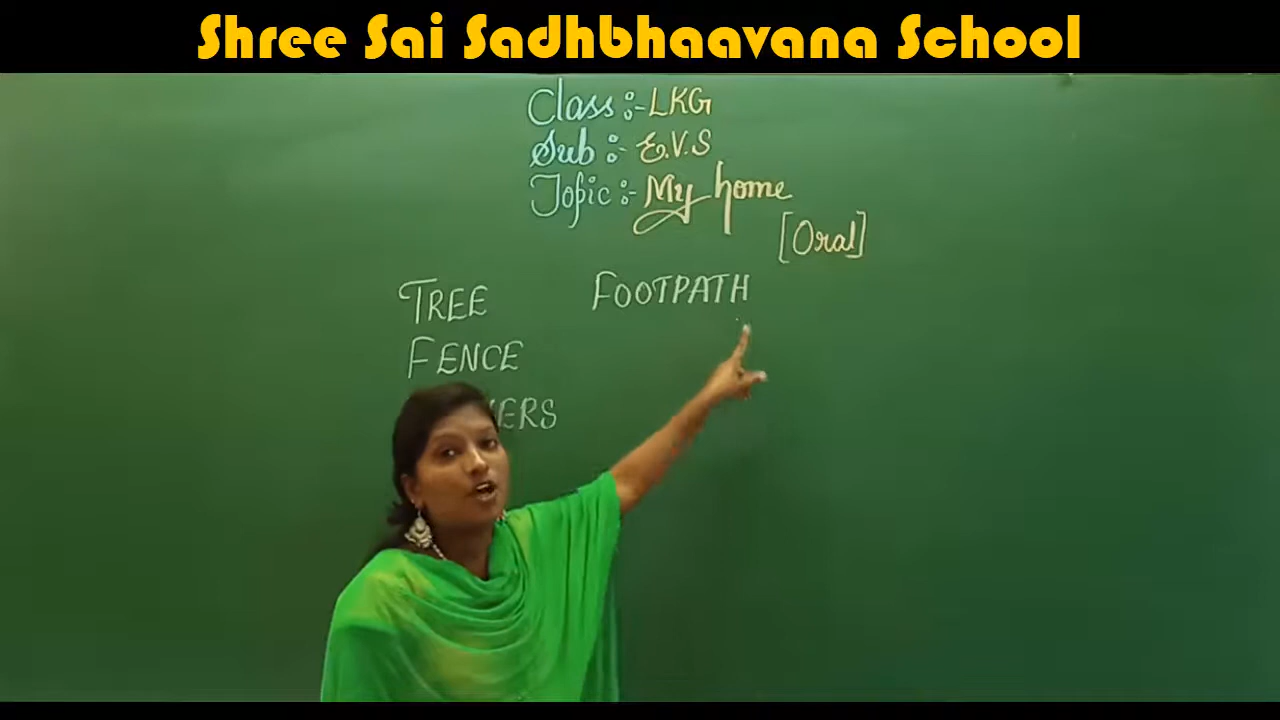 Shree Sai Sadhbhaavana School
Class :- LKG
Sub :- E.V.S
Topic :- My home
[Oral]
TREE FOOTPATH
FENCE